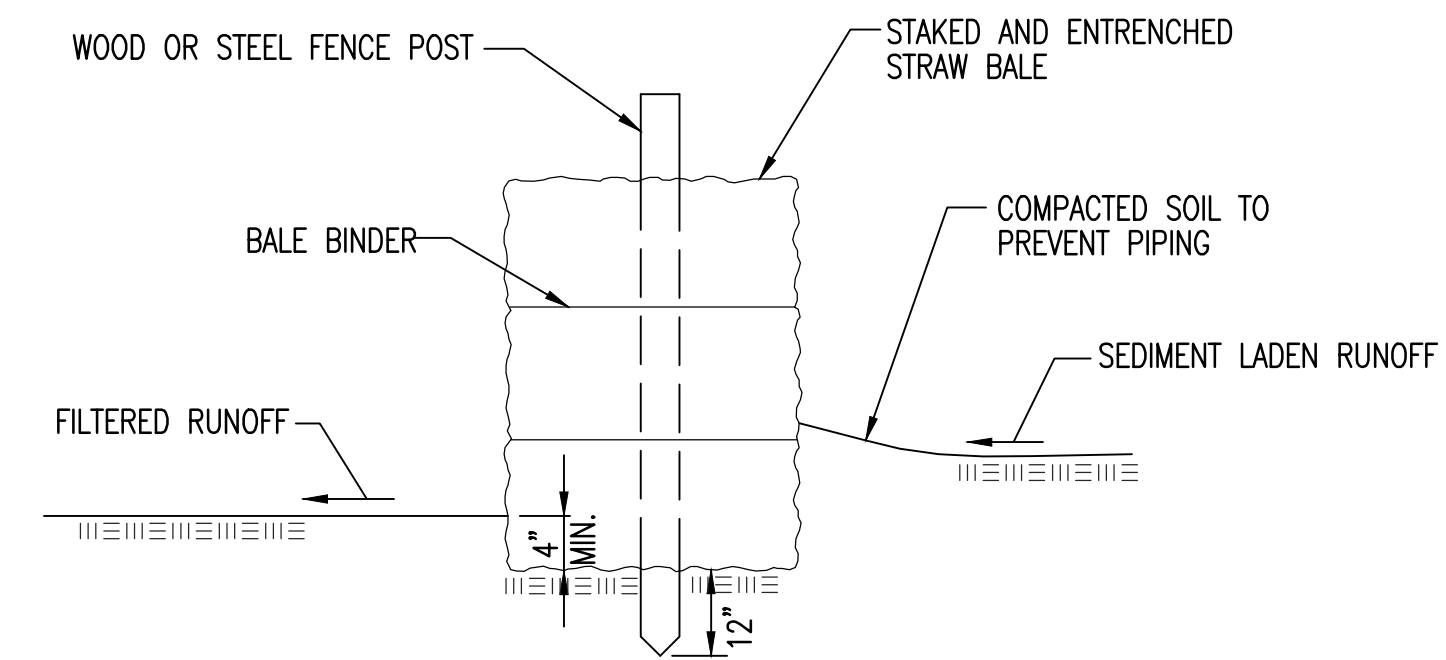 WOOD OR STEEL FENCE POST
STAKED AND ENTRENCHED
STRAW BALE
BALE BINDER
COMPACTED SOIL TO
PREVENT PIPING
SEDIMENT LADEN RUNOFF
FILTERED RUNOFF
4"
MIN.
12"